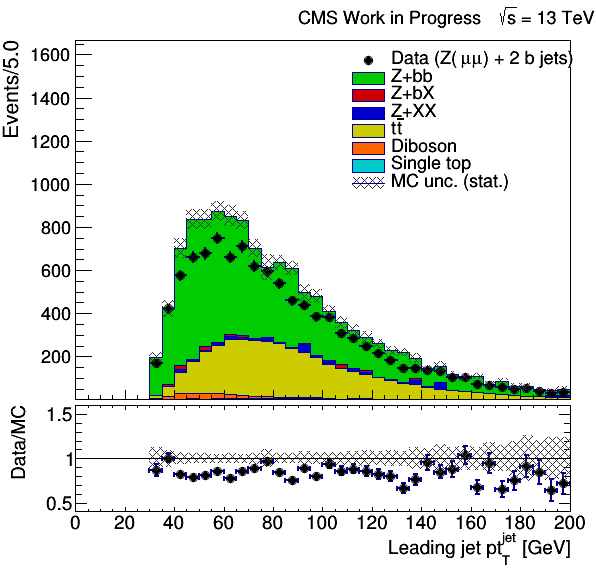 CMS Work in Progress √s = 13 TeV
Events/5.0
1600
1400
1200
1000
800
600
400
200
Data (Z(μμ) + 2 b jets)
Z+bb
Z+bX
Z+XX
tt̄
Diboson
Single top
MC unc. (stat.)
Data/MC
1.5
1
0.5
0 20 40 60 80 100 120 140 160 180 200
Leading jet pt_T^jet [GeV]